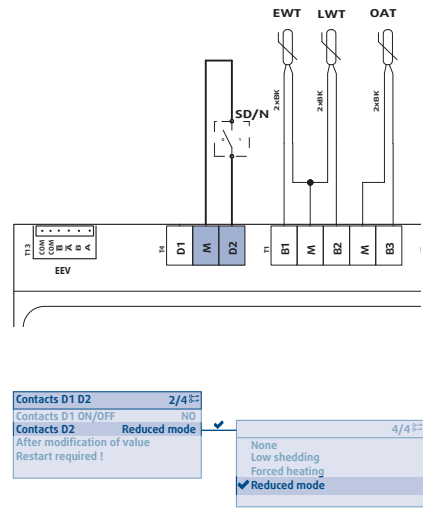 EWT LWT OAT
2xBK 2xBK 2xBK
SD/N
0 1
T13 COM COM B̅ A̅ B A
EEV
T4 D1 M D2
T1 B1 M B2 M B3
Contacts D1 D2 2/4
Contacts D1 ON/OFF NO
Contacts D2 Reduced mode
After modification of value
Restart required !
4/4
None
Low shedding
Forced heating
Reduced mode